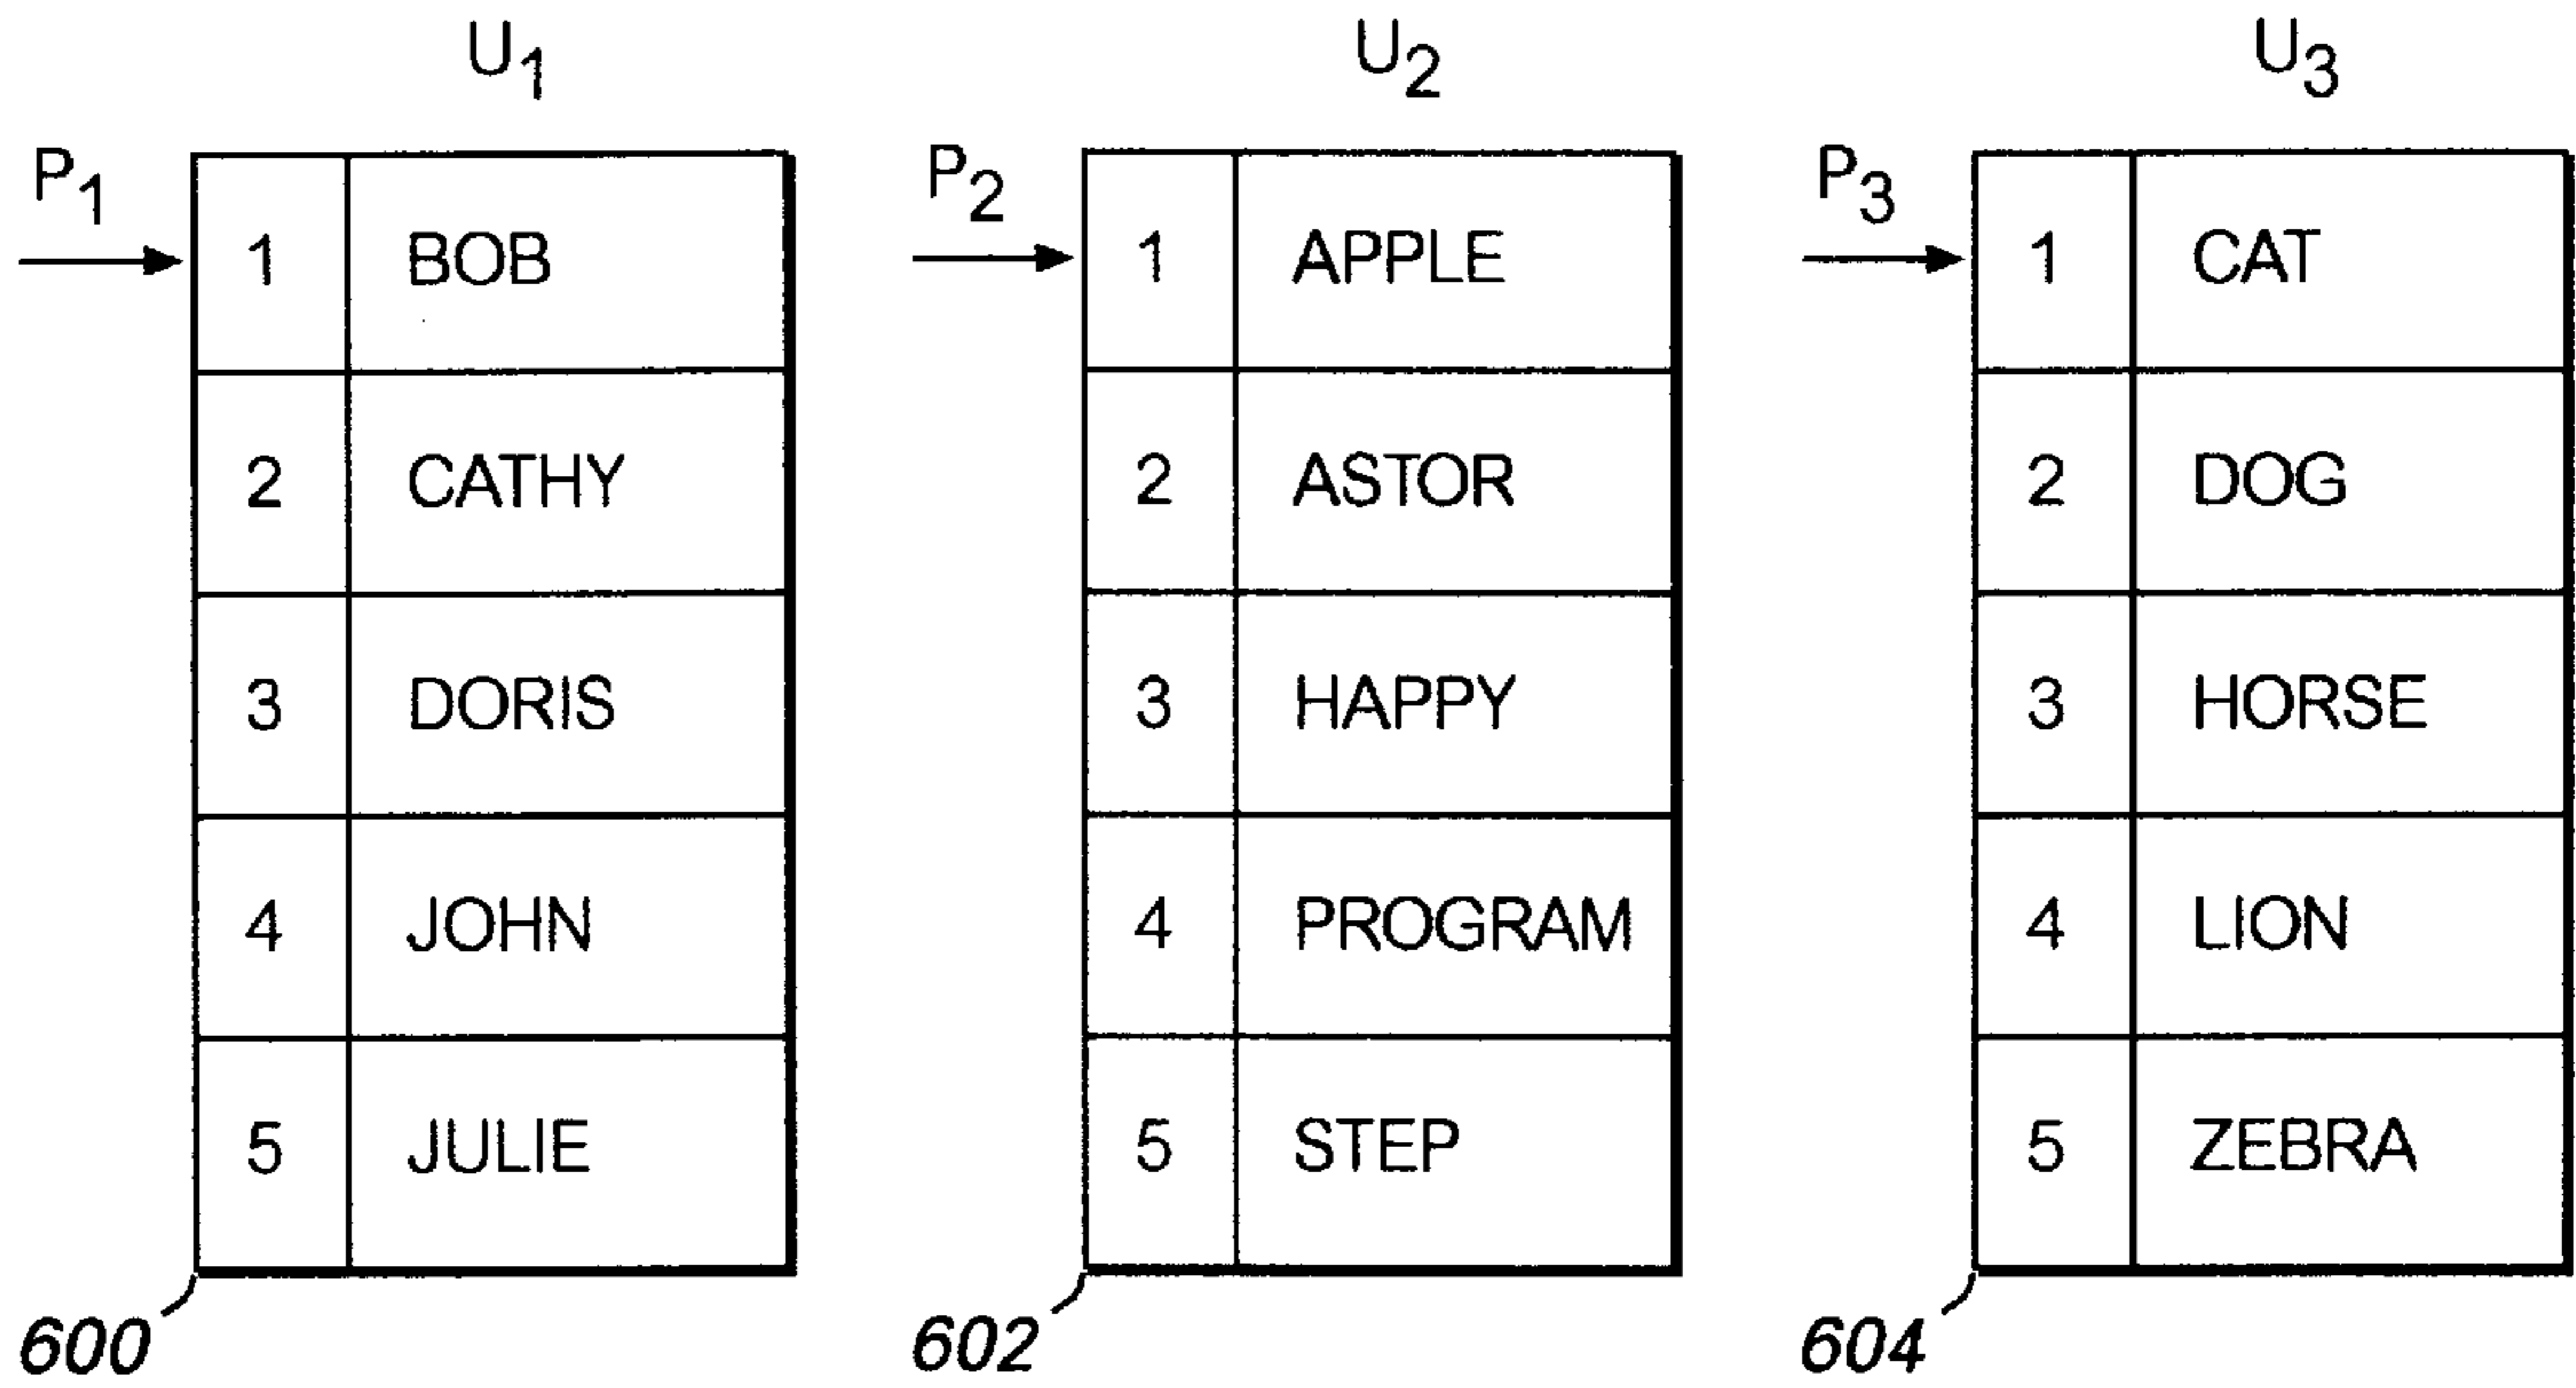 U1 U2 U3
P1 P2 P3
1 BOB 1 APPLE 1 CAT
2 CATHY 2 ASTOR 2 DOG
3 DORIS 3 HAPPY 3 HORSE
4 JOHN 4 PROGRAM 4 LION
5 JULIE 5 STEP 5 ZEBRA
600 602 604